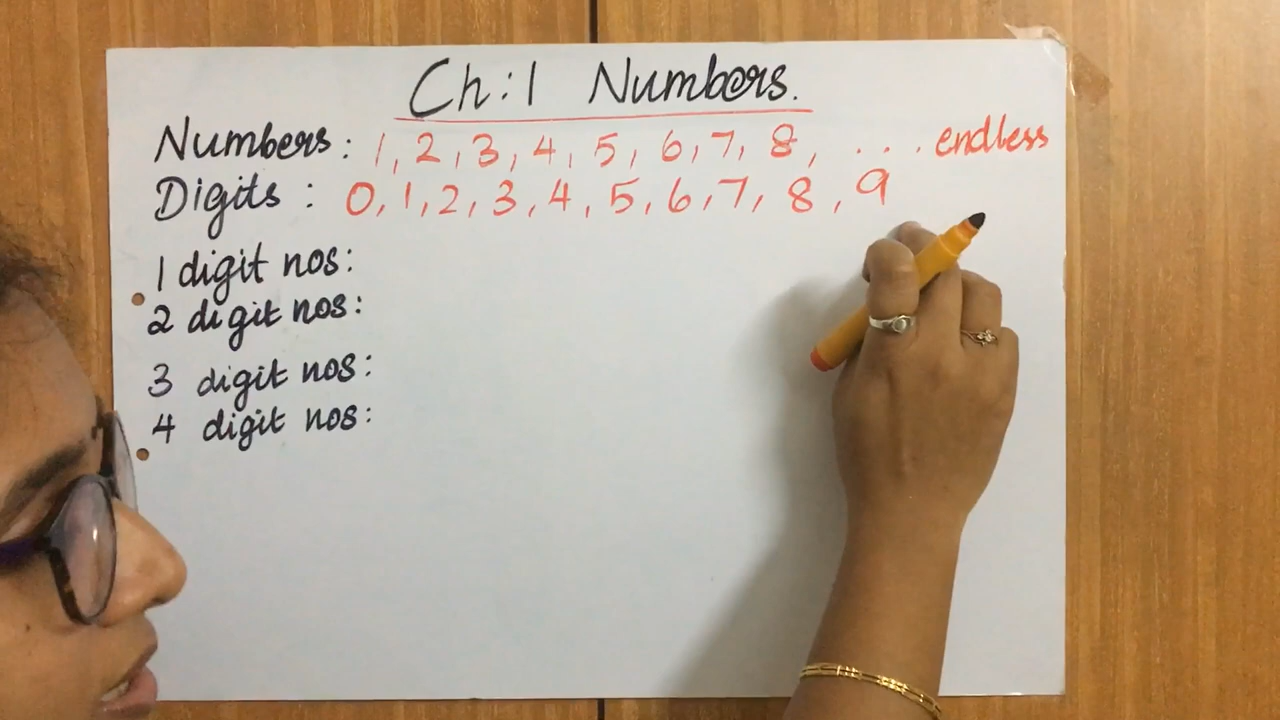 Ch:1 Numbers.
Numbers: 1, 2, 3, 4, 5, 6, 7, 8, ... endless
Digits : 0, 1, 2, 3, 4, 5, 6, 7, 8, 9
1 digit nos:
2 digit nos:
3 digit nos:
4 digit nos: